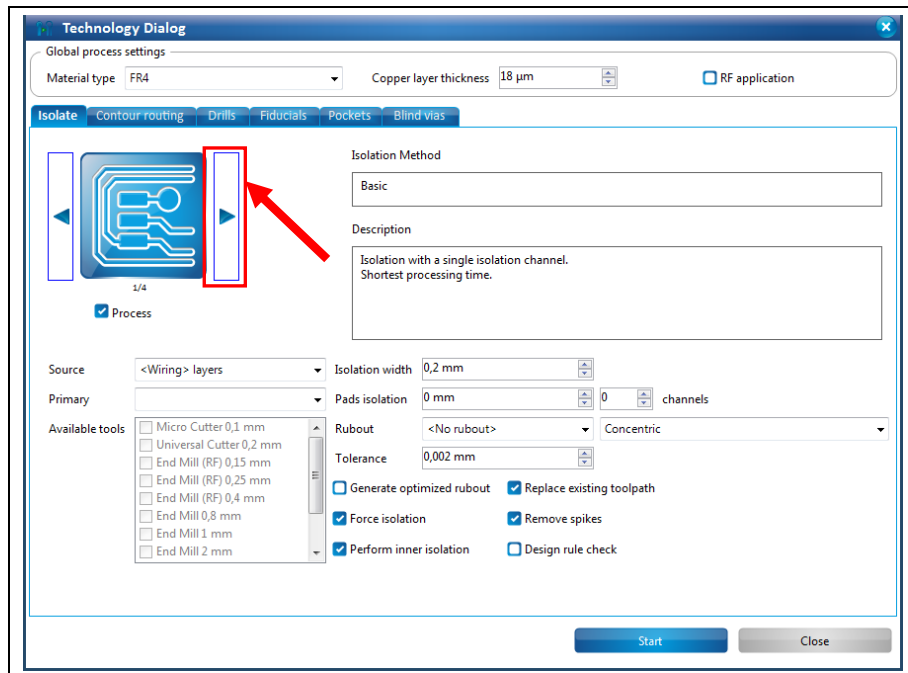 Technology Dialog
Global process settings
Material type FR4 Copper layer thickness 18 µm RF application
Isolate Contour routing Drills Fiducials Pockets Blind vias
Isolation Method
Basic
Description
Isolation with a single isolation channel.
Shortest processing time.
1/4
Process
Source <Wiring> layers Isolation width 0,2 mm
Primary Pads isolation 0 mm 0 channels
Available tools Micro Cutter 0,1 mm Rubout <No rubout> Concentric
Universal Cutter 0,2 mm
End Mill (RF) 0,15 mm Tolerance 0,002 mm
End Mill (RF) 0,25 mm Generate optimized rubout Replace existing toolpath
End Mill (RF) 0,4 mm
End Mill 0,8 mm Force isolation Remove spikes
End Mill 1 mm
End Mill 2 mm Perform inner isolation Design rule check
Start Close